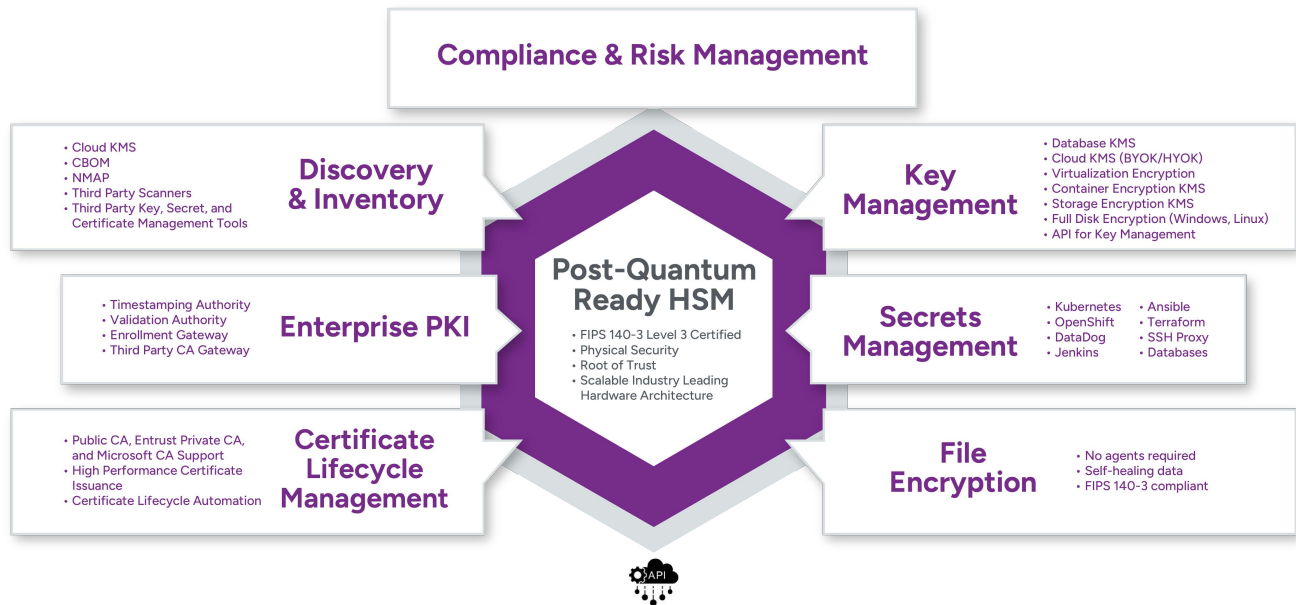 Compliance & Risk Management
• Cloud KMS
• CBOM
• NMAP
• Third Party Scanners
• Third Party Key, Secret, and
Certificate Management Tools
Discovery
& Inventory
Key
Management
• Database KMS
• Cloud KMS (BYOK/HYOK)
• Virtualization Encryption
• Container Encryption KMS
• Storage Encryption KMS
• Full Disk Encryption (Windows, Linux)
• API for Key Management
• Timestamping Authority
• Validation Authority
• Enrollment Gateway
• Third Party CA Gateway
Enterprise PKI
Post-Quantum
Ready HSM
• FIPS 140-3 Level 3 Certified
• Physical Security
• Root of Trust
• Scalable Industry Leading
Hardware Architecture
Secrets
Management
• Kubernetes
• OpenShift
• DataDog
• Jenkins
• Ansible
• Terraform
• SSH Proxy
• Databases
• Public CA, Entrust Private CA,
and Microsoft CA Support
• High Performance Certificate
Issuance
• Certificate Lifecycle Automation
Certificate
Lifecycle
Management
File
Encryption
• No agents required
• Self-healing data
• FIPS 140-3 compliant
API